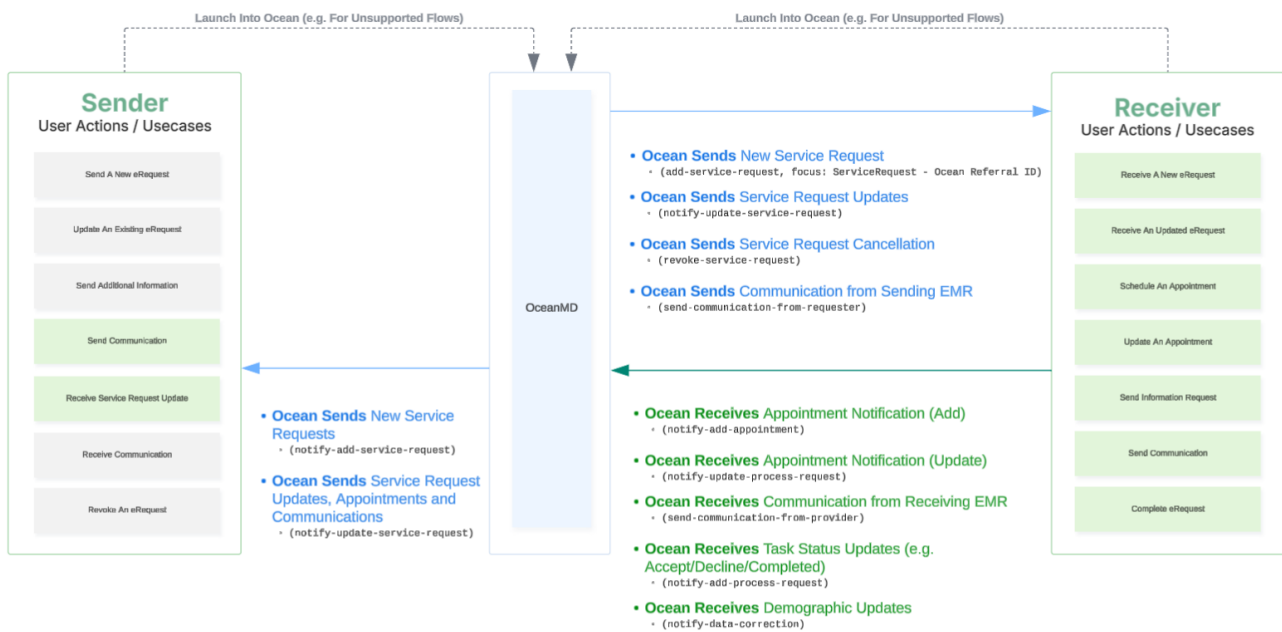 Launch Into Ocean (e.g. For Unsupported Flows)
Launch Into Ocean (e.g. For Unsupported Flows)
Sender
User Actions / Usecases
Send A New eRequest
Update An Existing eRequest
Send Additional Information
Send Communication
Receive Service Request Update
Receive Communication
Revoke An eRequest
• Ocean Sends New Service
Requests
• (notify-add-service-request)
• Ocean Sends Service Request
Updates, Appointments and
Communications
• (notify-update-service-request)
OceanMD
• Ocean Sends New Service Request
• (add-service-request, focus: ServiceRequest - Ocean Referral ID)
• Ocean Sends Service Request Updates
• (notify-update-service-request)
• Ocean Sends Service Request Cancellation
• (revoke-service-request)
• Ocean Sends Communication from Sending EMR
• (send-communication-from-requester)
• Ocean Receives Appointment Notification (Add)
• (notify-add-appointment)
• Ocean Receives Appointment Notification (Update)
• (notify-update-process-request)
• Ocean Receives Communication from Receiving EMR
• (send-communication-from-provider)
• Ocean Receives Task Status Updates (e.g.
Accept/Decline/Completed)
• (notify-add-process-request)
• Ocean Receives Demographic Updates
• (notify-data-correction)
Receiver
User Actions / Usecases
Receive A New eRequest
Receive An Updated eRequest
Schedule An Appointment
Update An Appointment
Send Information Request
Send Communication
Complete eRequest